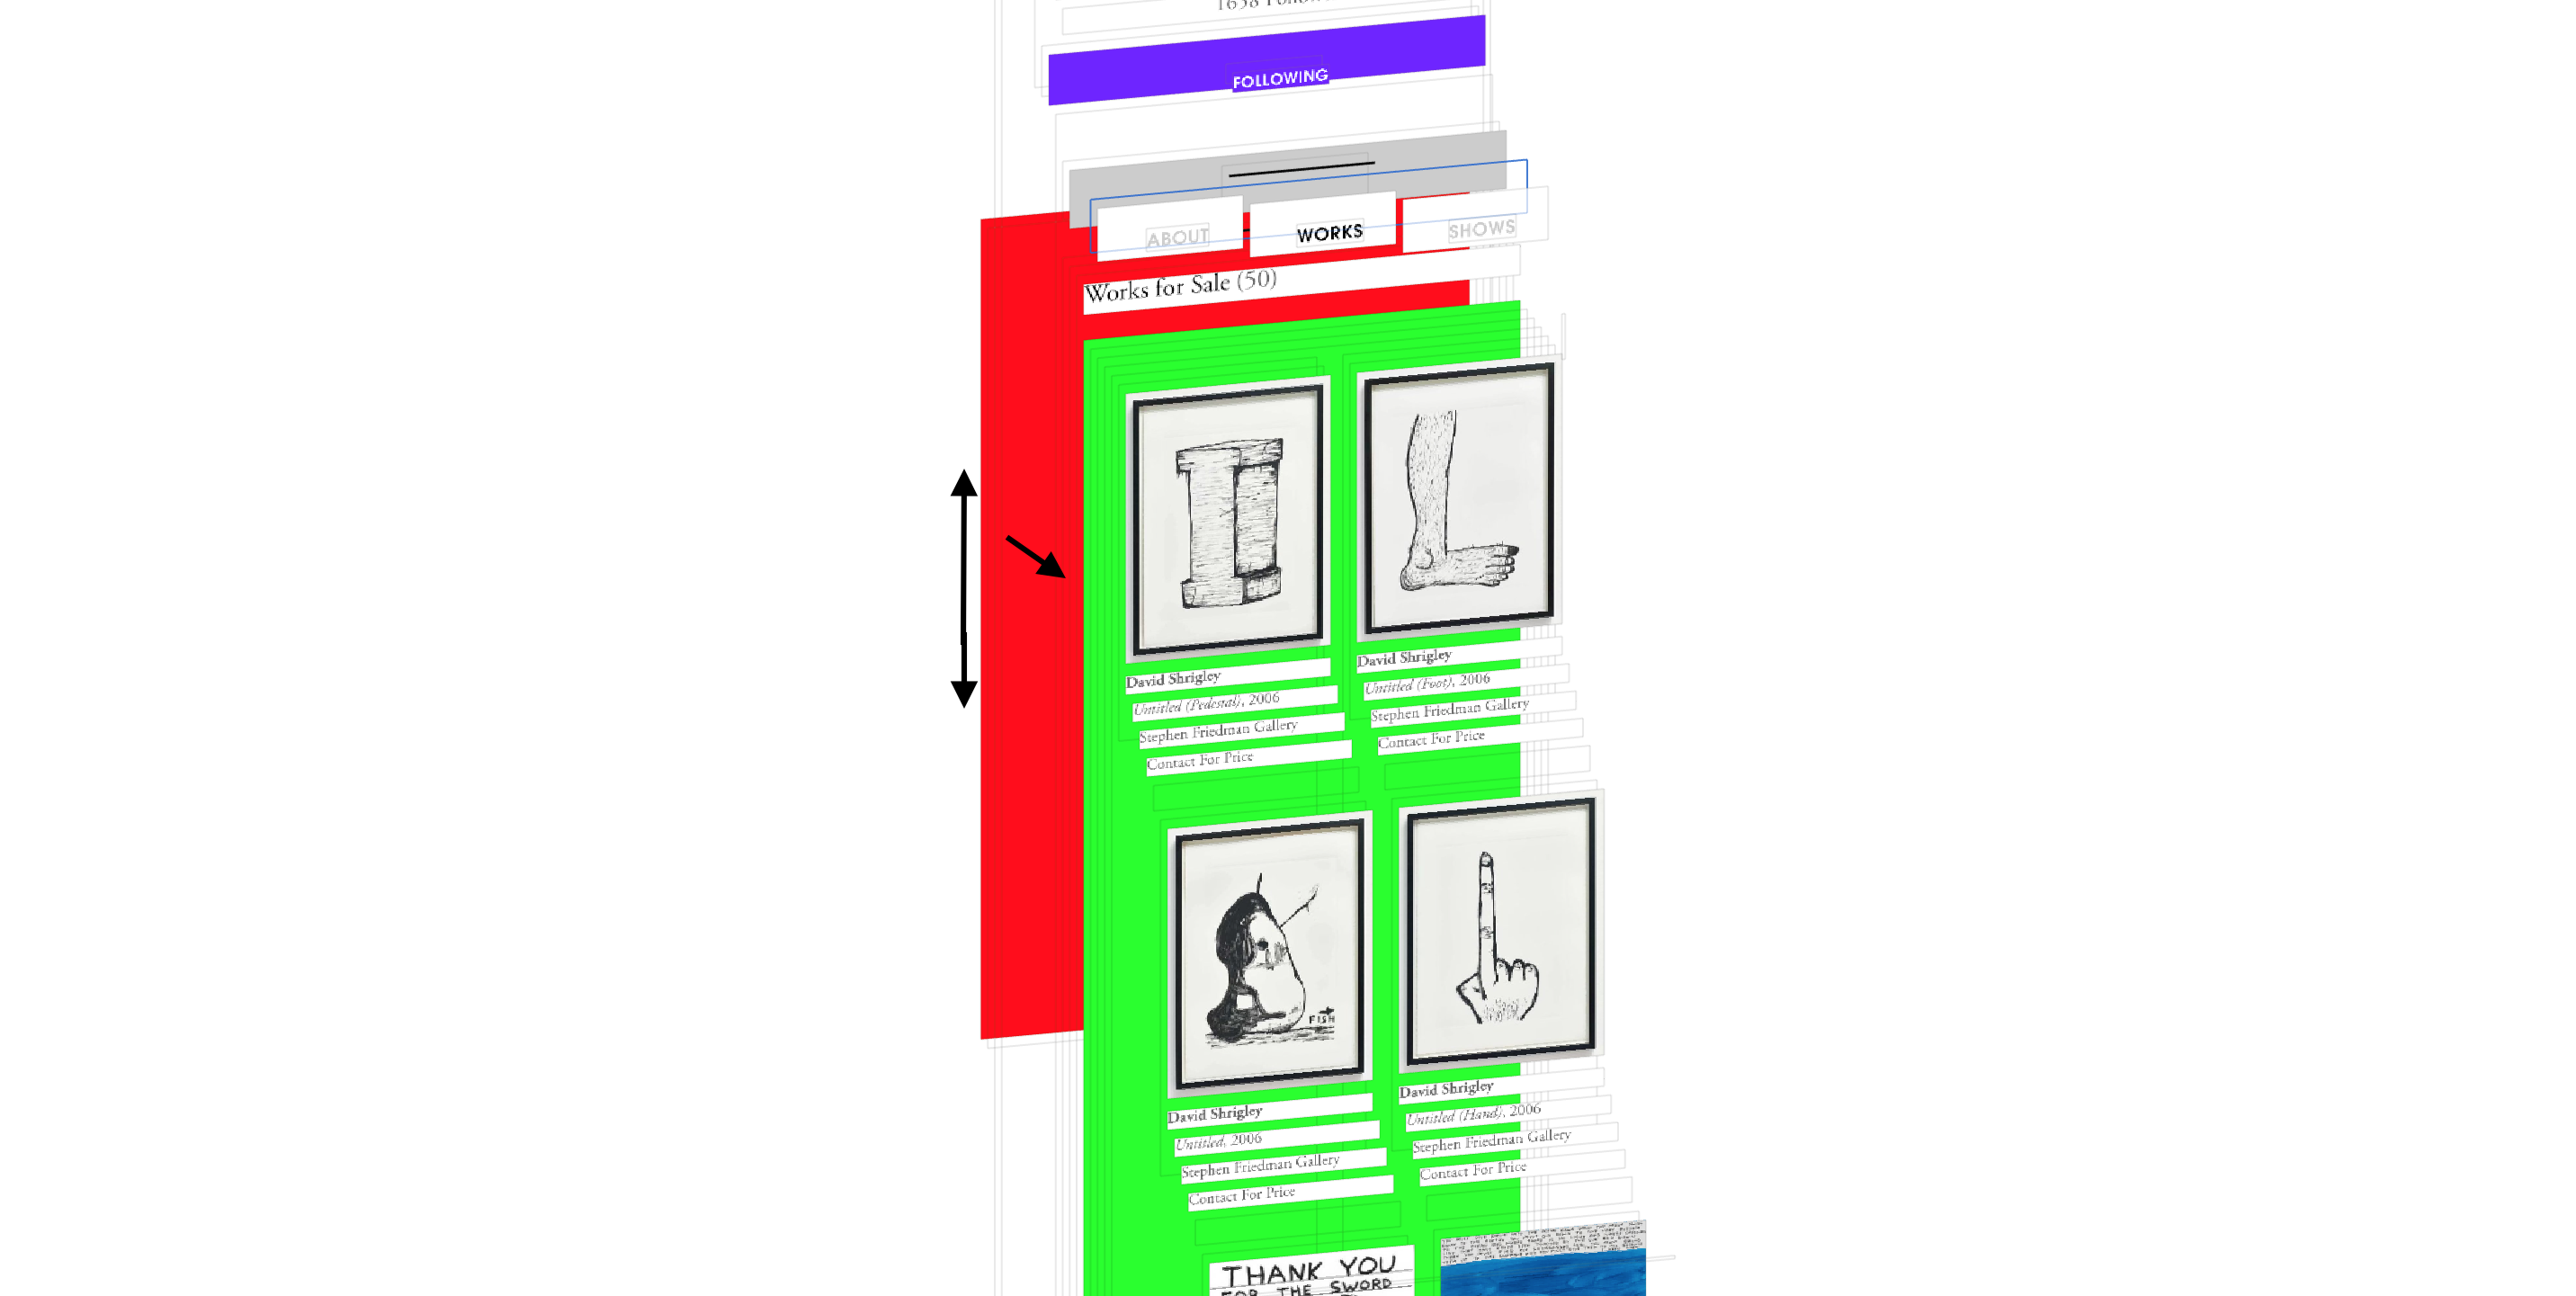 FOLLOWING
ABOUT
WORKS
SHOWS
Works for Sale (50)
David Shrigley
Untitled (Pedestal), 2006
Stephen Friedman Gallery
Contact For Price
David Shrigley
Untitled (Foot), 2006
Stephen Friedman Gallery
Contact For Price
FISH
David Shrigley
Untitled, 2006
Stephen Friedman Gallery
Contact For Price
David Shrigley
Untitled (Hand), 2006
Stephen Friedman Gallery
Contact For Price
THANK YOU
FOR THE SWORD